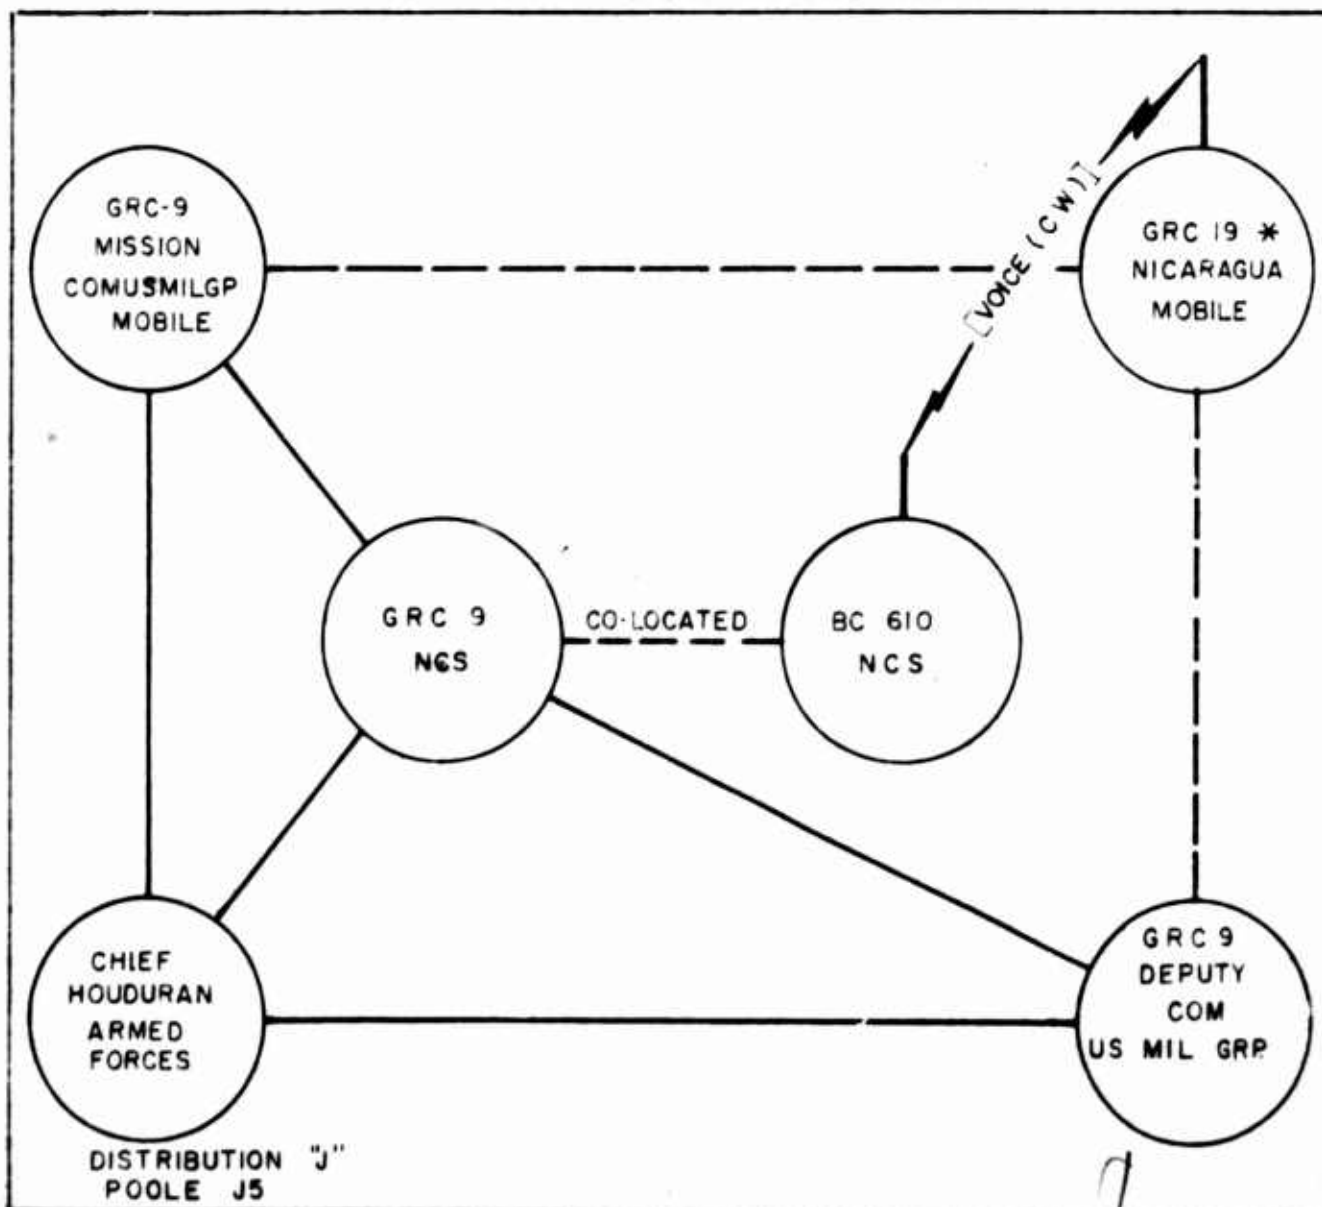 GRC-9
MISSION
COMUSMILGP
MOBILE
[VOICE (CW)]
GRC 19 *
NICARAGUA
MOBILE
GRC 9
NCS
CO-LOCATED
BC 610
NCS
CHIEF
HOUDURAN
ARMED
FORCES
GRC 9
DEPUTY
COM
US MIL GRP.
DISTRIBUTION "J"
POOLE J5